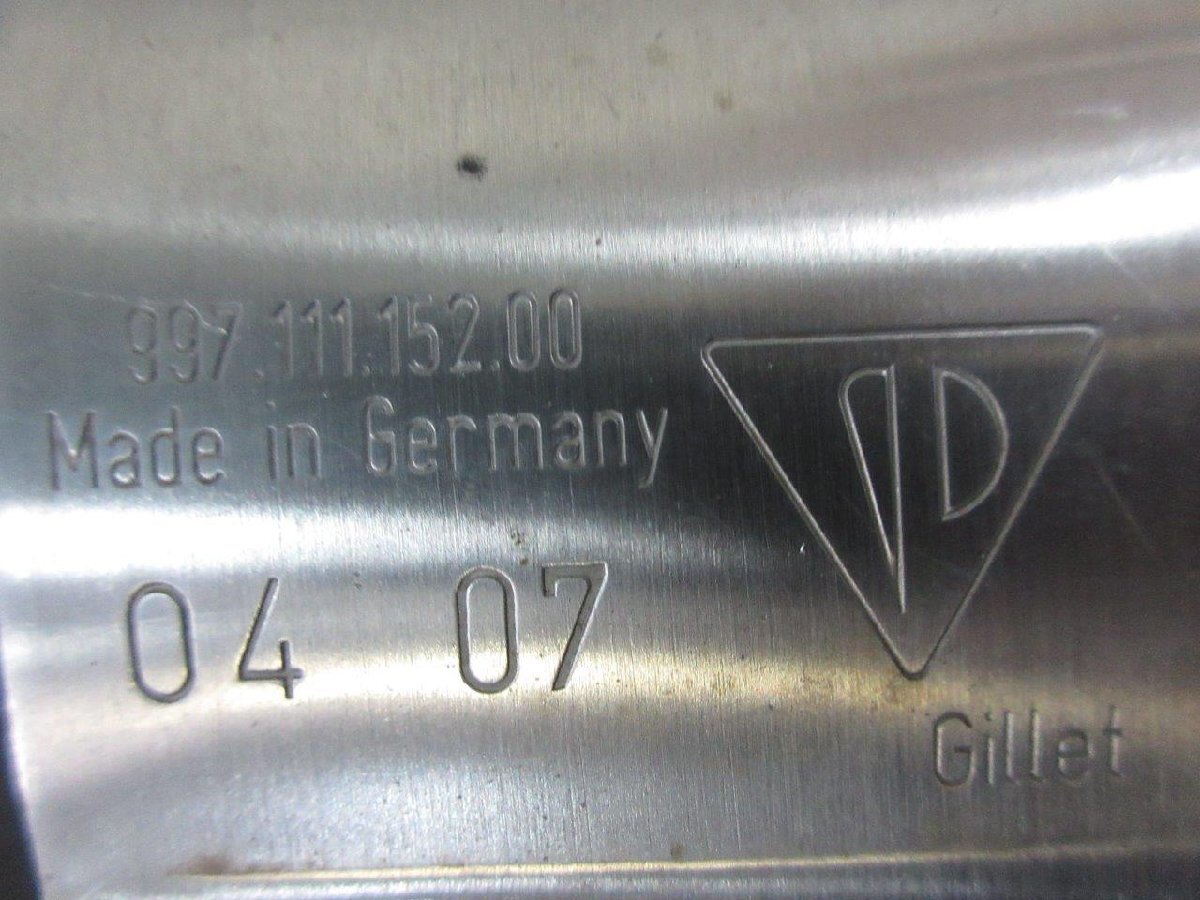 997.111.152.00
Made in Germany
04 07
Gillet